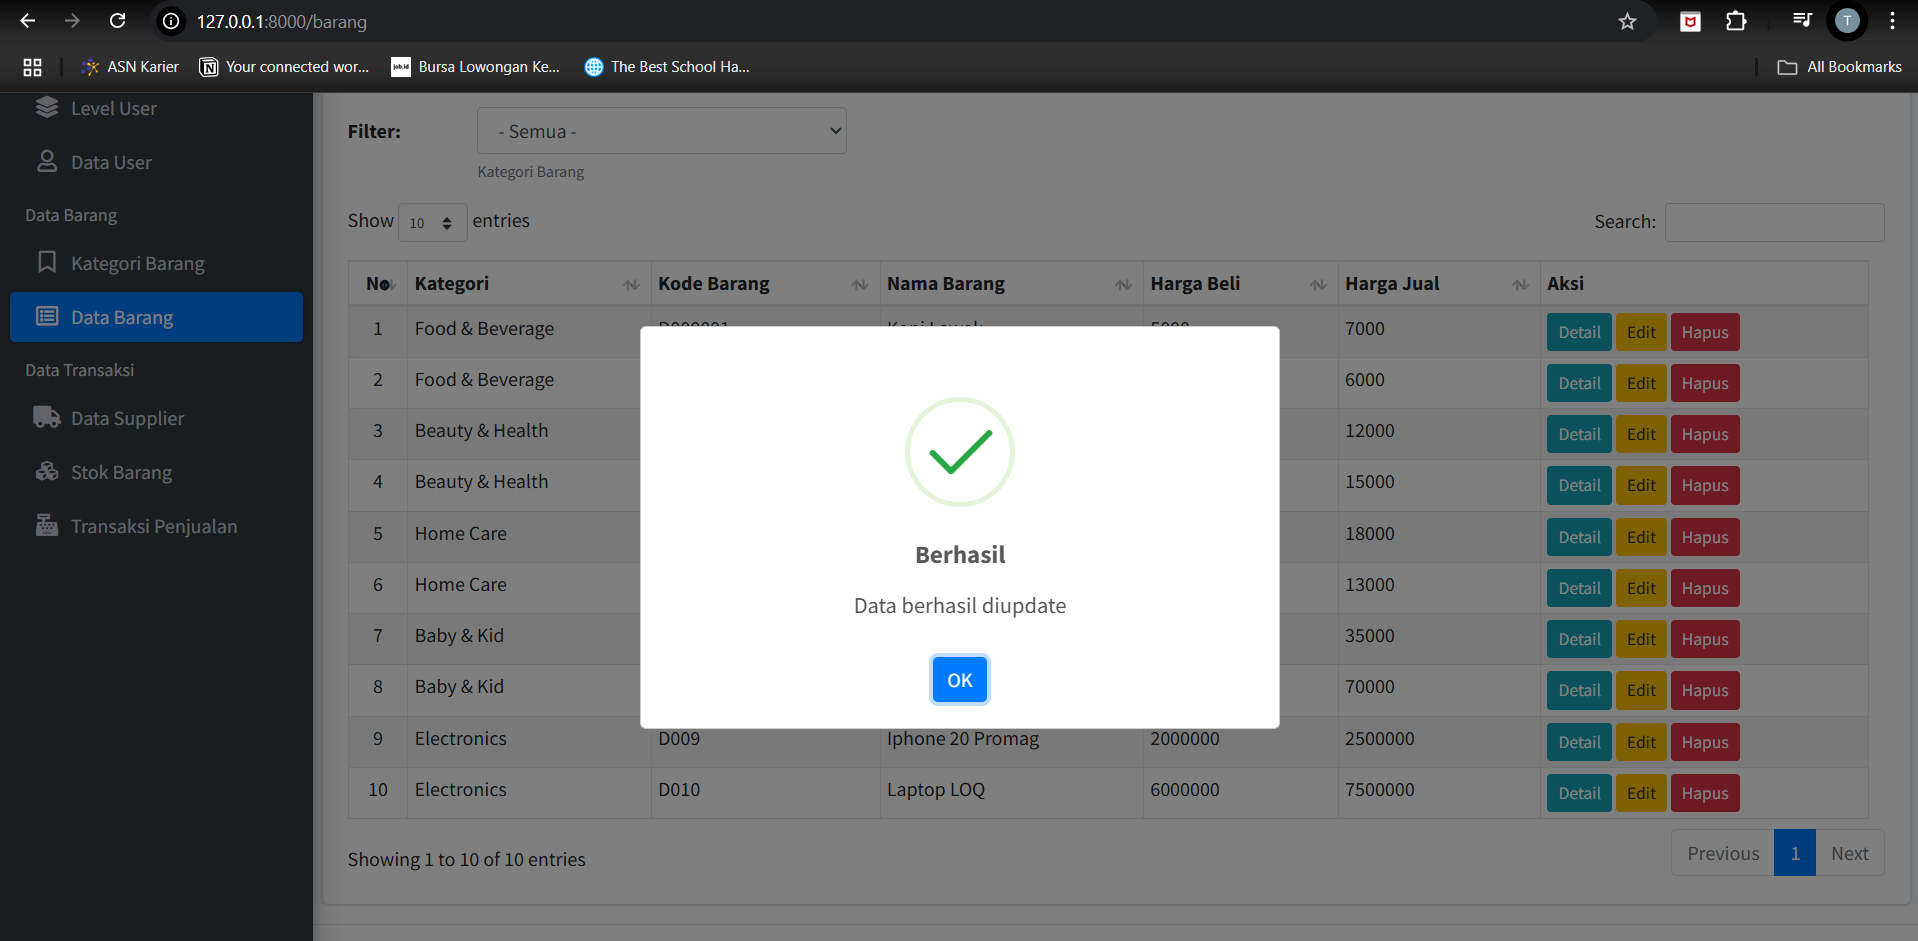 127.0.0.1:8000/barang
T
ASN Karier
Your connected wor...
Bursa Lowongan Ke...
The Best School Ha...
All Bookmarks
Level User
Data User
Data Barang
Kategori Barang
Data Barang
Data Transaksi
Data Supplier
Stok Barang
Transaksi Penjualan
Filter:
- Semua -
Kategori Barang
Show 10 entries
Search:
No Kategori Kode Barang Nama Barang Harga Beli Harga Jual Aksi
1 Food & Beverage 7000 Detail Edit Hapus
2 Food & Beverage 6000 Detail Edit Hapus
3 Beauty & Health 12000 Detail Edit Hapus
4 Beauty & Health 15000 Detail Edit Hapus
5 Home Care 18000 Detail Edit Hapus
6 Home Care 13000 Detail Edit Hapus
7 Baby & Kid 35000 Detail Edit Hapus
8 Baby & Kid 70000 Detail Edit Hapus
9 Electronics D009 Iphone 20 Promag 2000000 2500000 Detail Edit Hapus
10 Electronics D010 Laptop LOQ 6000000 7500000 Detail Edit Hapus
Showing 1 to 10 of 10 entries
Previous 1 Next
Berhasil
Data berhasil diupdate
OK